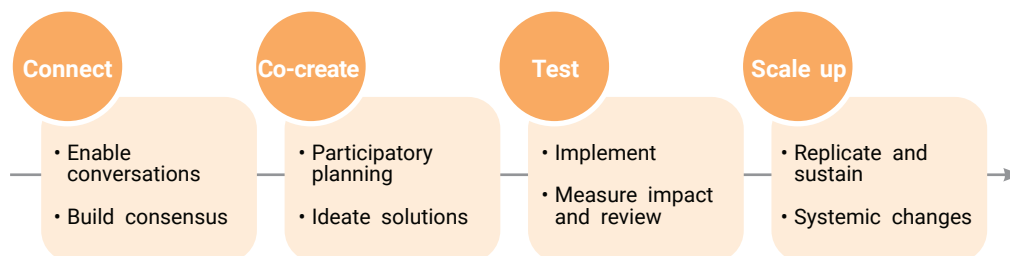 Connect
Co-create
Test
Scale up
• Enable
conversations
• Build consensus
• Participatory
planning
• Ideate solutions
• Implement
• Measure impact
and review
• Replicate and
sustain
• Systemic changes